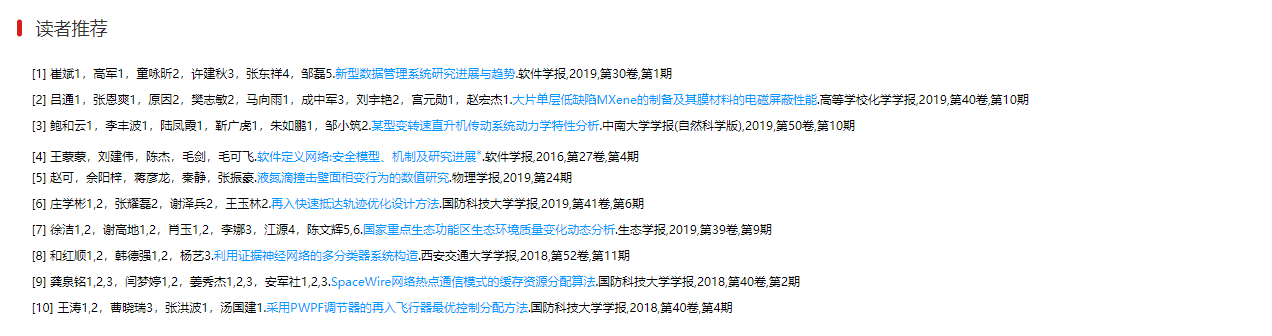 读者推荐
[1] 崔斌1，高军1，童咏昕2，许建秋3，张东祥4，邹磊5.新型数据管理系统研究进展与趋势.软件学报,2019,第30卷,第1期
[2] 吕通1，张恩爽1，原因2，樊志敏2，马向雨1，成中军3，刘宇艳2，宫元勋1，赵宏杰1.大片单层低缺陷MXene的制备及其膜材料的电磁屏蔽性能.高等学校化学学报,2019,第40卷,第10期
[3] 鲍和云1，李丰波1，陆凤霞1，靳广虎1，朱如鹏1，邹小筑2.某型变转速直升机传动系统动力学特性分析.中南大学学报(自然科学版),2019,第50卷,第10期
[4] 王蒙蒙，刘建伟，陈杰，毛剑，毛可飞.软件定义网络:安全模型、机制及研究进展*.软件学报,2016,第27卷,第4期
[5] 赵可，佘阳梓，蒋彦龙，秦静，张振豪.液氮滴撞击壁面相变行为的数值研究.物理学报,2019,第24期
[6] 庄学彬1,2，张耀磊2，谢泽兵2，王玉林2.再入快速抵达轨迹优化设计方法.国防科技大学学报,2019,第41卷,第6期
[7] 徐洁1,2，谢高地1,2，肖玉1,2，李娜3，江源4，陈文辉5,6.国家重点生态功能区生态环境质量变化动态分析.生态学报,2019,第39卷,第9期
[8] 和红顺1,2，韩德强1,2，杨艺3.利用证据神经网络的多分类器系统构造.西安交通大学学报,2018,第52卷,第11期
[9] 龚泉铭1,2,3，闫梦婷1,2，姜秀杰1,2,3，安军社1,2,3.SpaceWire网络热点通信模式的缓存资源分配算法.国防科技大学学报,2018,第40卷,第2期
[10] 王涛1,2，曹晓瑞3，张洪波1，汤国建1.采用PWPF调节器的再入飞行器最优控制分配方法.国防科技大学学报,2018,第40卷,第4期